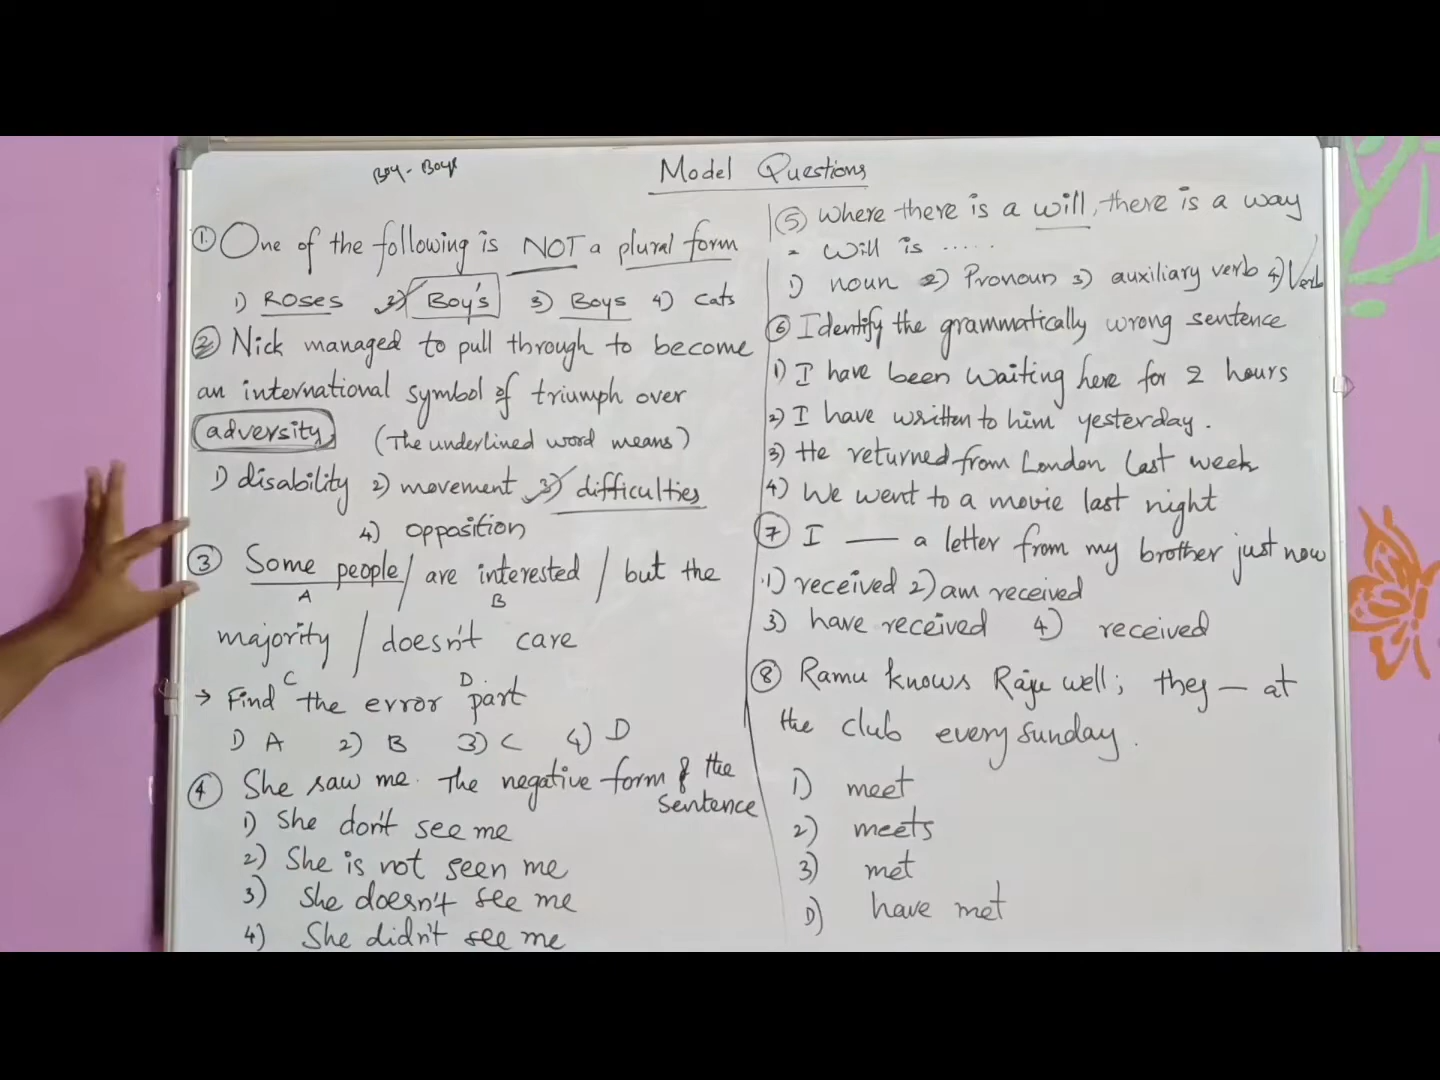 Boy - Boys
Model Questions
① One of the following is NOT a plural form
1) Roses 2) Boy's 3) Boys 4) cats
② Nick managed to pull through to become
an international symbol of triumph over
adversity (The underlined word means)
1) disability 2) movement 3) difficulties
4) opposition
③ Some people / are interested / but the
A B
majority / doesn't care
C D
→ Find the error part
1) A 2) B 3) C 4) D
④ She saw me. The negative form of the
sentence
1) She don't see me
2) She is not seen me
3) She doesn't see me
4) She didn't see me
⑤ Where there is a will, there is a way
- Will is .....
1) noun 2) Pronoun 3) auxiliary verb 4) Verb
⑥ Identify the grammatically wrong sentence
1) I have been waiting here for 2 hours
2) I have written to him yesterday.
3) He returned from London last week
4) We went to a movie last night
⑦ I — a letter from my brother just now
1) received 2) am received
3) have received 4) received
⑧ Ramu knows Raju well; they — at
the club every sunday.
1) meet
2) meets
3) met
D) have met